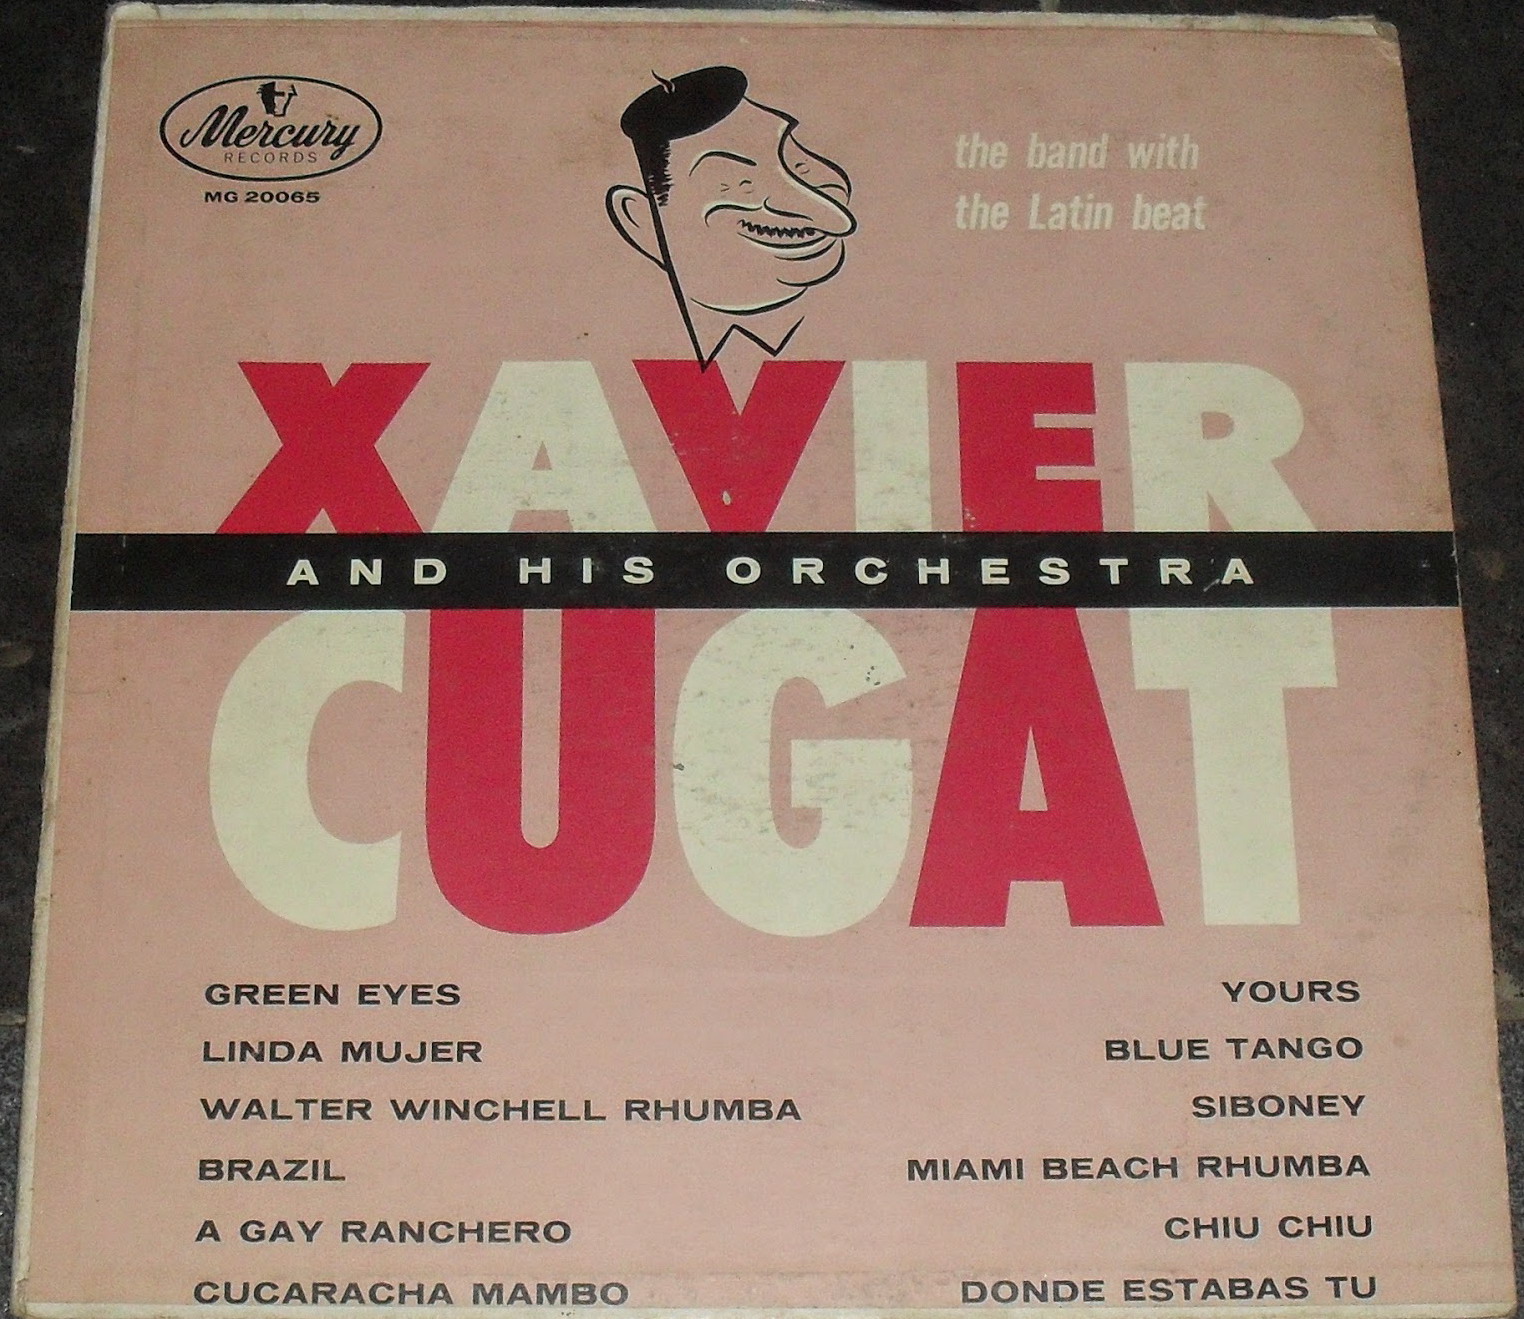 Mercury
RECORDS
MG 20065
the band with
the Latin beat
XAVIER
AND HIS ORCHESTRA
CUGAT
GREEN EYES
LINDA MUJER
WALTER WINCHELL RHUMBA
BRAZIL
A GAY RANCHERO
CUCARACHA MAMBO
YOURS
BLUE TANGO
SIBONEY
MIAMI BEACH RHUMBA
CHIU CHIU
DONDE ESTABAS TU